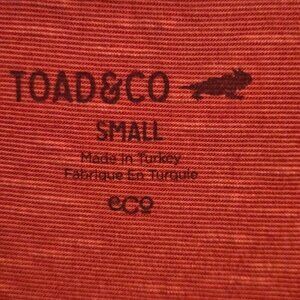 TOAD&CO
SMALL
Made in Turkey
Fabrique En Turquie
eco